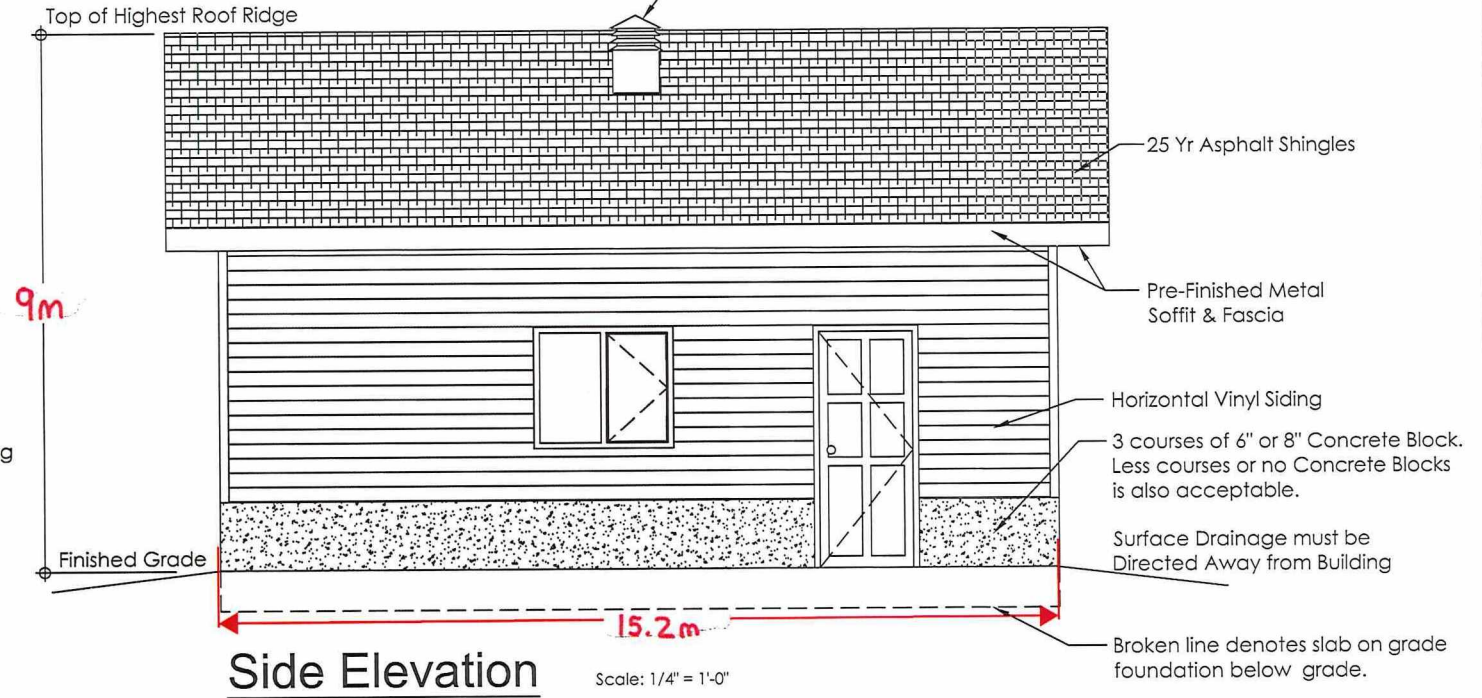 Top of Highest Roof Ridge
25 Yr Asphalt Shingles
9m
Pre-Finished Metal
Soffit & Fascia
Horizontal Vinyl Siding
g
3 courses of 6" or 8" Concrete Block.
Less courses or no Concrete Blocks
is also acceptable.
Surface Drainage must be
Directed Away from Building
Finished Grade
15.2m
Broken line denotes slab on grade
foundation below grade.
Side Elevation
Scale: 1/4" = 1'-0"